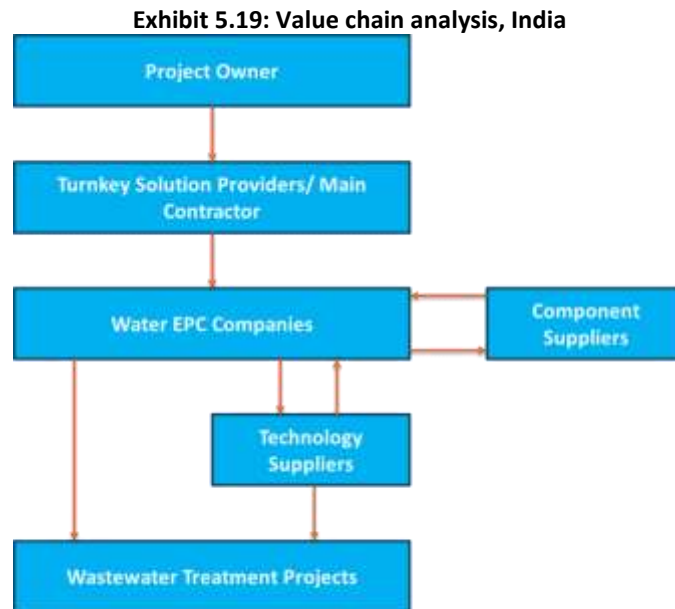 Exhibit 5.19: Value chain analysis, India
Project Owner
Turnkey Solution Providers/ Main
Contractor
Water EPC Companies
Component
Suppliers
Technology
Suppliers
Wastewater Treatment Projects